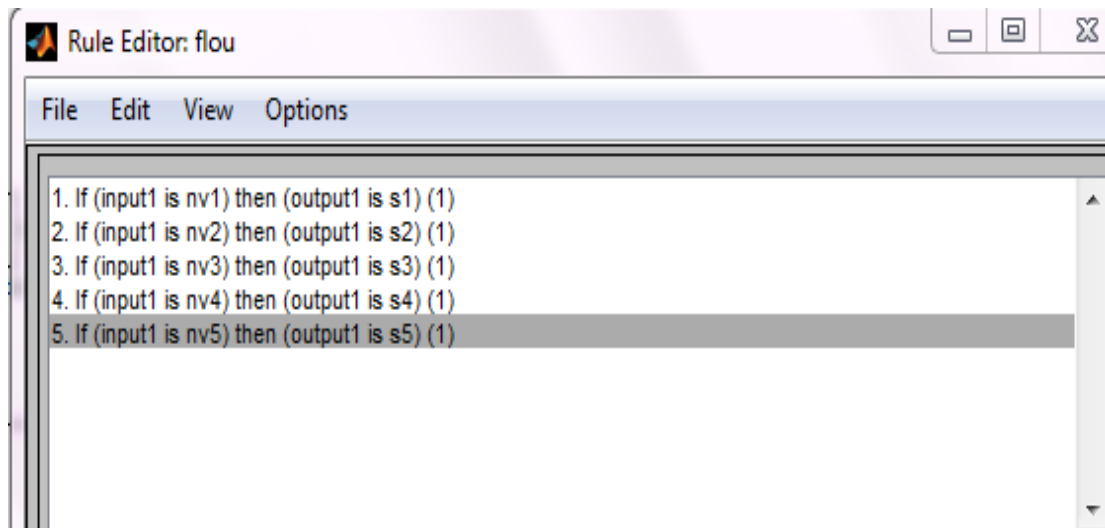 Rule Editor: flou
File Edit View Options
1. If (input1 is nv1) then (output1 is s1) (1)
2. If (input1 is nv2) then (output1 is s2) (1)
3. If (input1 is nv3) then (output1 is s3) (1)
4. If (input1 is nv4) then (output1 is s4) (1)
5. If (input1 is nv5) then (output1 is s5) (1)